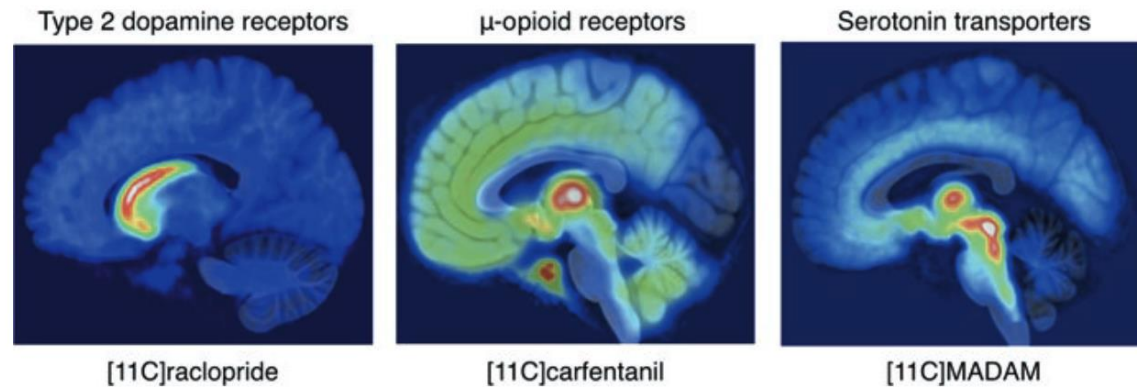 Type 2 dopamine receptors
μ-opioid receptors
Serotonin transporters
[11C]raclopride
[11C]carfentanil
[11C]MADAM